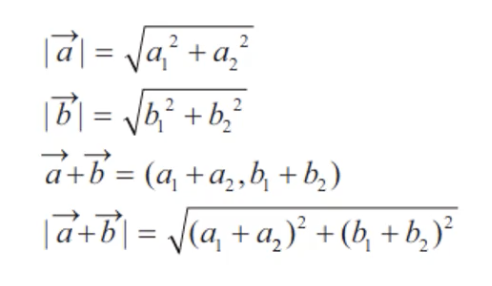 |a⃗| = √(a₁² + a₂²)
|b⃗| = √(b₁² + b₂²)
a⃗+b⃗ = (a₁ + a₂, b₁ + b₂)
|a⃗+b⃗| = √((a₁ + a₂)² + (b₁ + b₂)²)